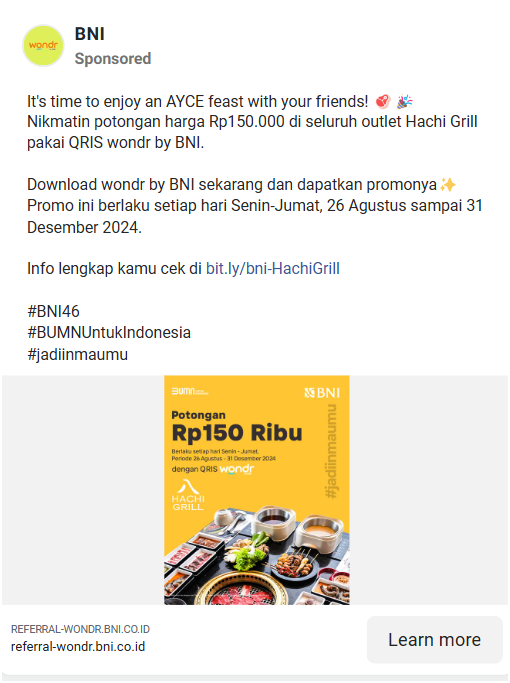 wondr
BNI
Sponsored
It's time to enjoy an AYCE feast with your friends! 🥩 🎉
Nikmatin potongan harga Rp150.000 di seluruh outlet Hachi Grill
pakai QRIS wondr by BNI.
Download wondr by BNI sekarang dan dapatkan promonya✨
Promo ini berlaku setiap hari Senin-Jumat, 26 Agustus sampai 31
Desember 2024.
Info lengkap kamu cek di bit.ly/bni-HachiGrill
#BNI46
#BUMNUntukIndonesia
#jadiinmaumu
BUMN
BNI
Potongan
Rp150 Ribu
Berlaku setiap hari Senin - Jumat.
Periode 26 Agustus - 31 Desember 2024
dengan QRIS wondr
#jadiinmaumu
HACHI
GRILL
REFERRAL-WONDR.BNI.CO.ID
referral-wondr.bni.co.id
Learn more